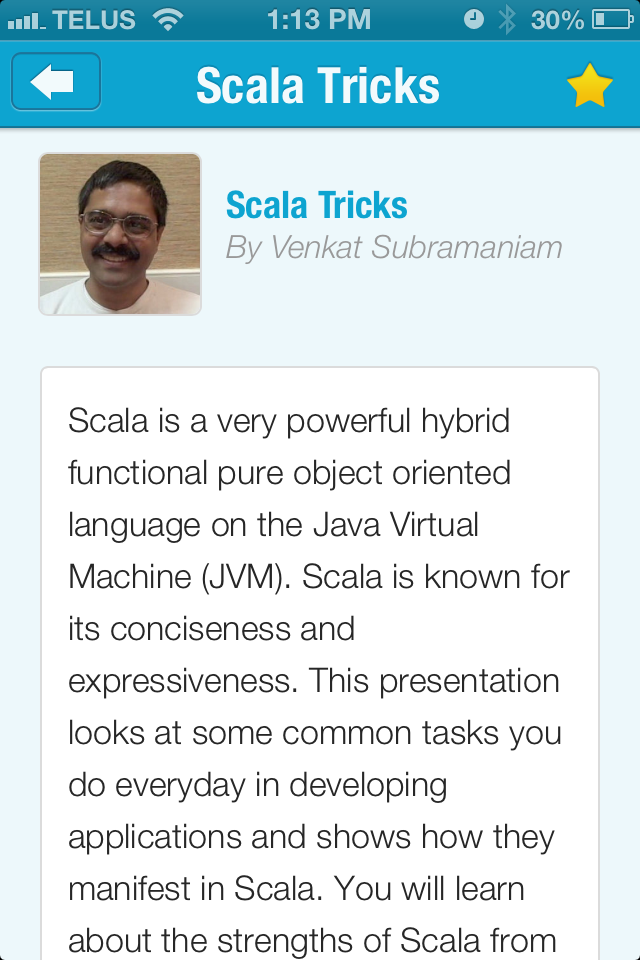 TELUS 1:13 PM 30%
Scala Tricks
Scala Tricks
By Venkat Subramaniam
Scala is a very powerful hybrid
functional pure object oriented
language on the Java Virtual
Machine (JVM). Scala is known for
its conciseness and
expressiveness. This presentation
looks at some common tasks you
do everyday in developing
applications and shows how they
manifest in Scala. You will learn
about the strengths of Scala from